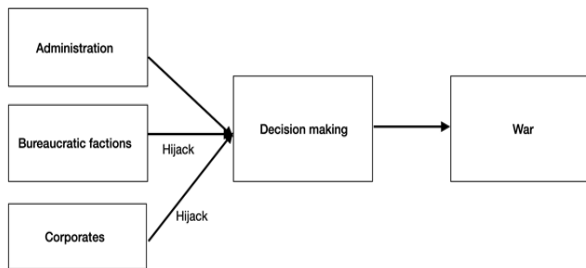 Administration
Bureaucratic factions
Hijack
Decision making
War
Hijack
Corporates